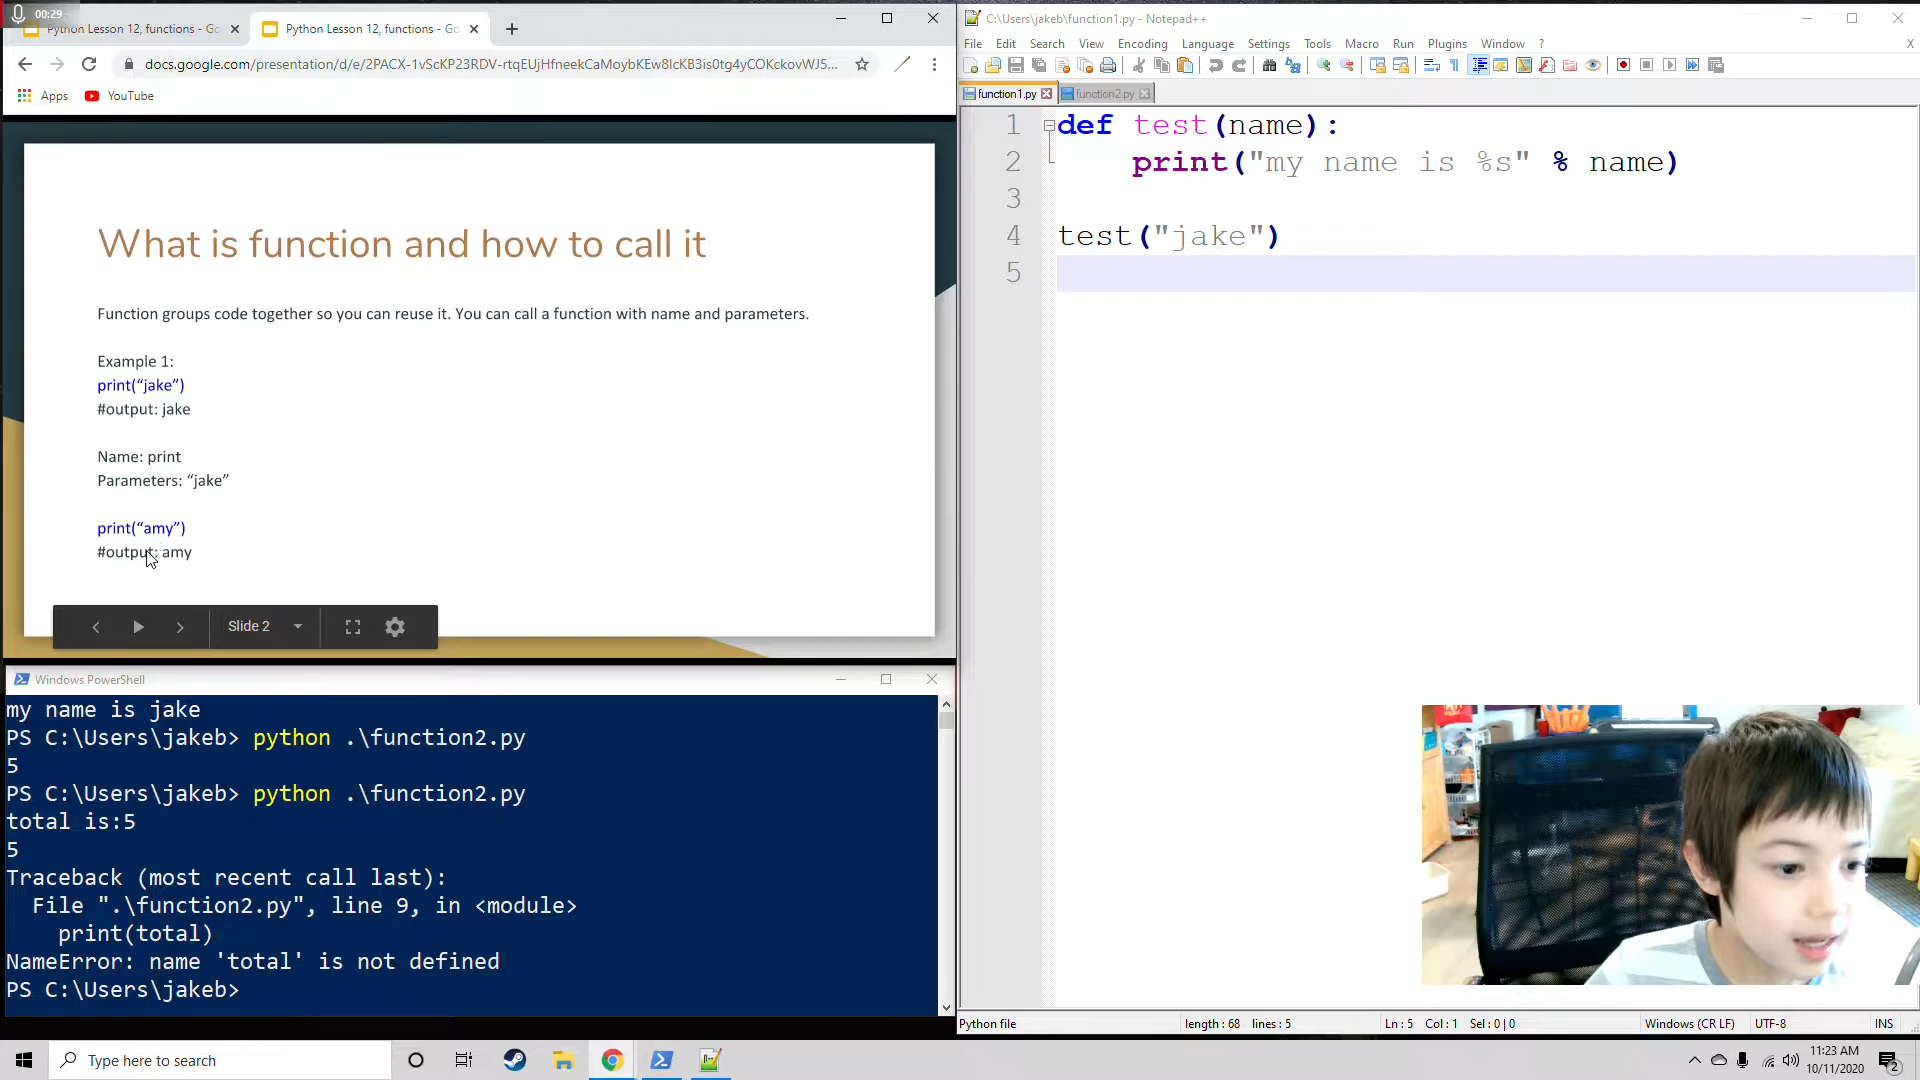 00:29
Python Lesson 12, functions - Go
Python Lesson 12, functions - Go
docs.google.com/presentation/d/e/2PACX-1vScKP23RDV-rtqEUjHfneekCaMoybKEw8IcKB3is0tg4yCOKckovWJ5...
Apps
YouTube
What is function and how to call it
Function groups code together so you can reuse it. You can call a function with name and parameters.
Example 1:
print(“jake”)
#output: jake
Name: print
Parameters: “jake”
print(“amy”)
#output: amy
Slide 2
Windows PowerShell
my name is jake
PS C:\Users\jakeb> python .\function2.py
5
PS C:\Users\jakeb> python .\function2.py
total is:5
5
Traceback (most recent call last):
  File ".\function2.py", line 9, in <module>
    print(total)
NameError: name 'total' is not defined
PS C:\Users\jakeb>
C:\Users\jakeb\function1.py - Notepad++
File Edit Search View Encoding Language Settings Tools Macro Run Plugins Window ? X
function1.py function2.py
1 def test(name):
2     print("my name is %s" % name)
3
4 test("jake")
5
Python file length : 68 lines : 5 Ln : 5 Col : 1 Sel : 0 | 0 Windows (CR LF) UTF-8 INS
Type here to search
11:23 AM
10/11/2020
2